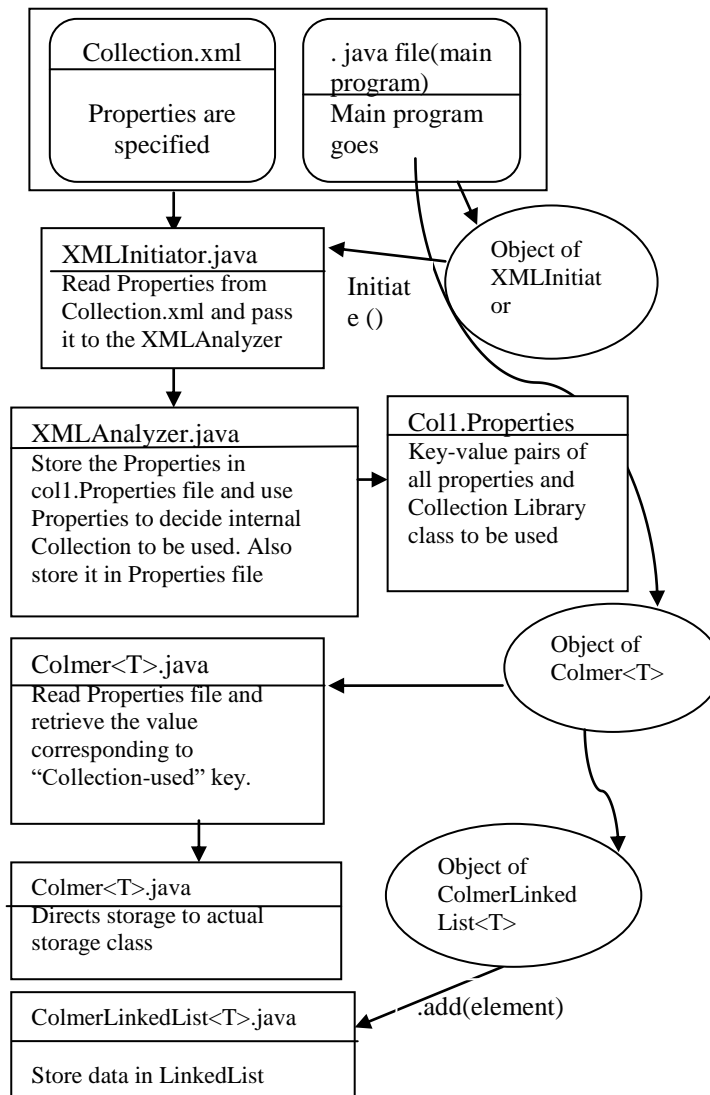 Collection.xml
Properties are
specified
. java file(main
program)
Main program
goes
XMLInitiator.java
Read Properties from
Collection.xml and pass
it to the XMLAnalyzer
Initiat
e ()
Object of
XMLInitiat
or
XMLAnalyzer.java
Store the Properties in
col1.Properties file and use
Properties to decide internal
Collection to be used. Also
store it in Properties file
Col1.Properties
Key-value pairs of
all properties and
Collection Library
class to be used
Colmer<T>.java
Read Properties file and
retrieve the value
corresponding to
“Collection-used” key.
Object of
Colmer<T>
Colmer<T>.java
Directs storage to actual
storage class
Object of
ColmerLinked
List<T>
ColmerLinkedList<T>.java
Store data in LinkedList
.add(element)